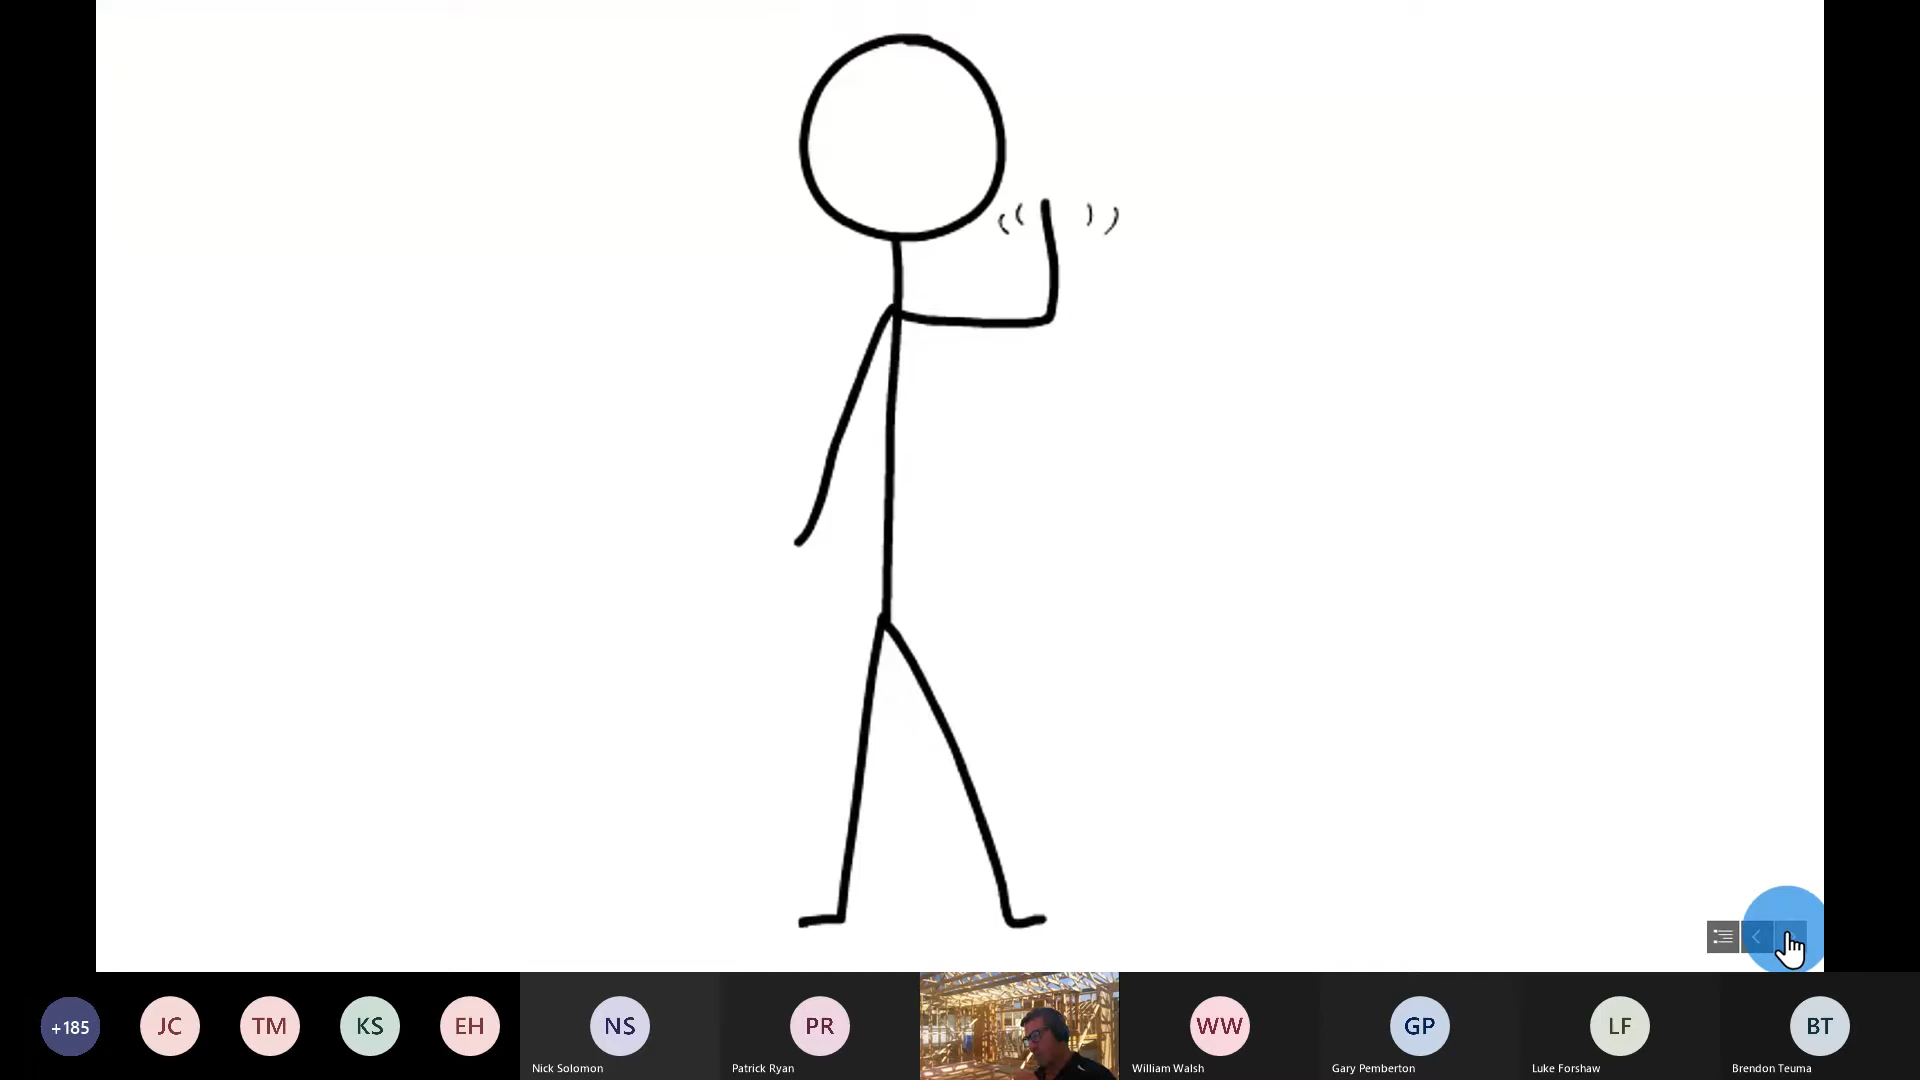 +185
JC
TM
KS
EH
NS
PR
WW
GP
LF
BT
Nick Solomon
Patrick Ryan
William Walsh
Gary Pemberton
Luke Forshaw
Brendon Teuma